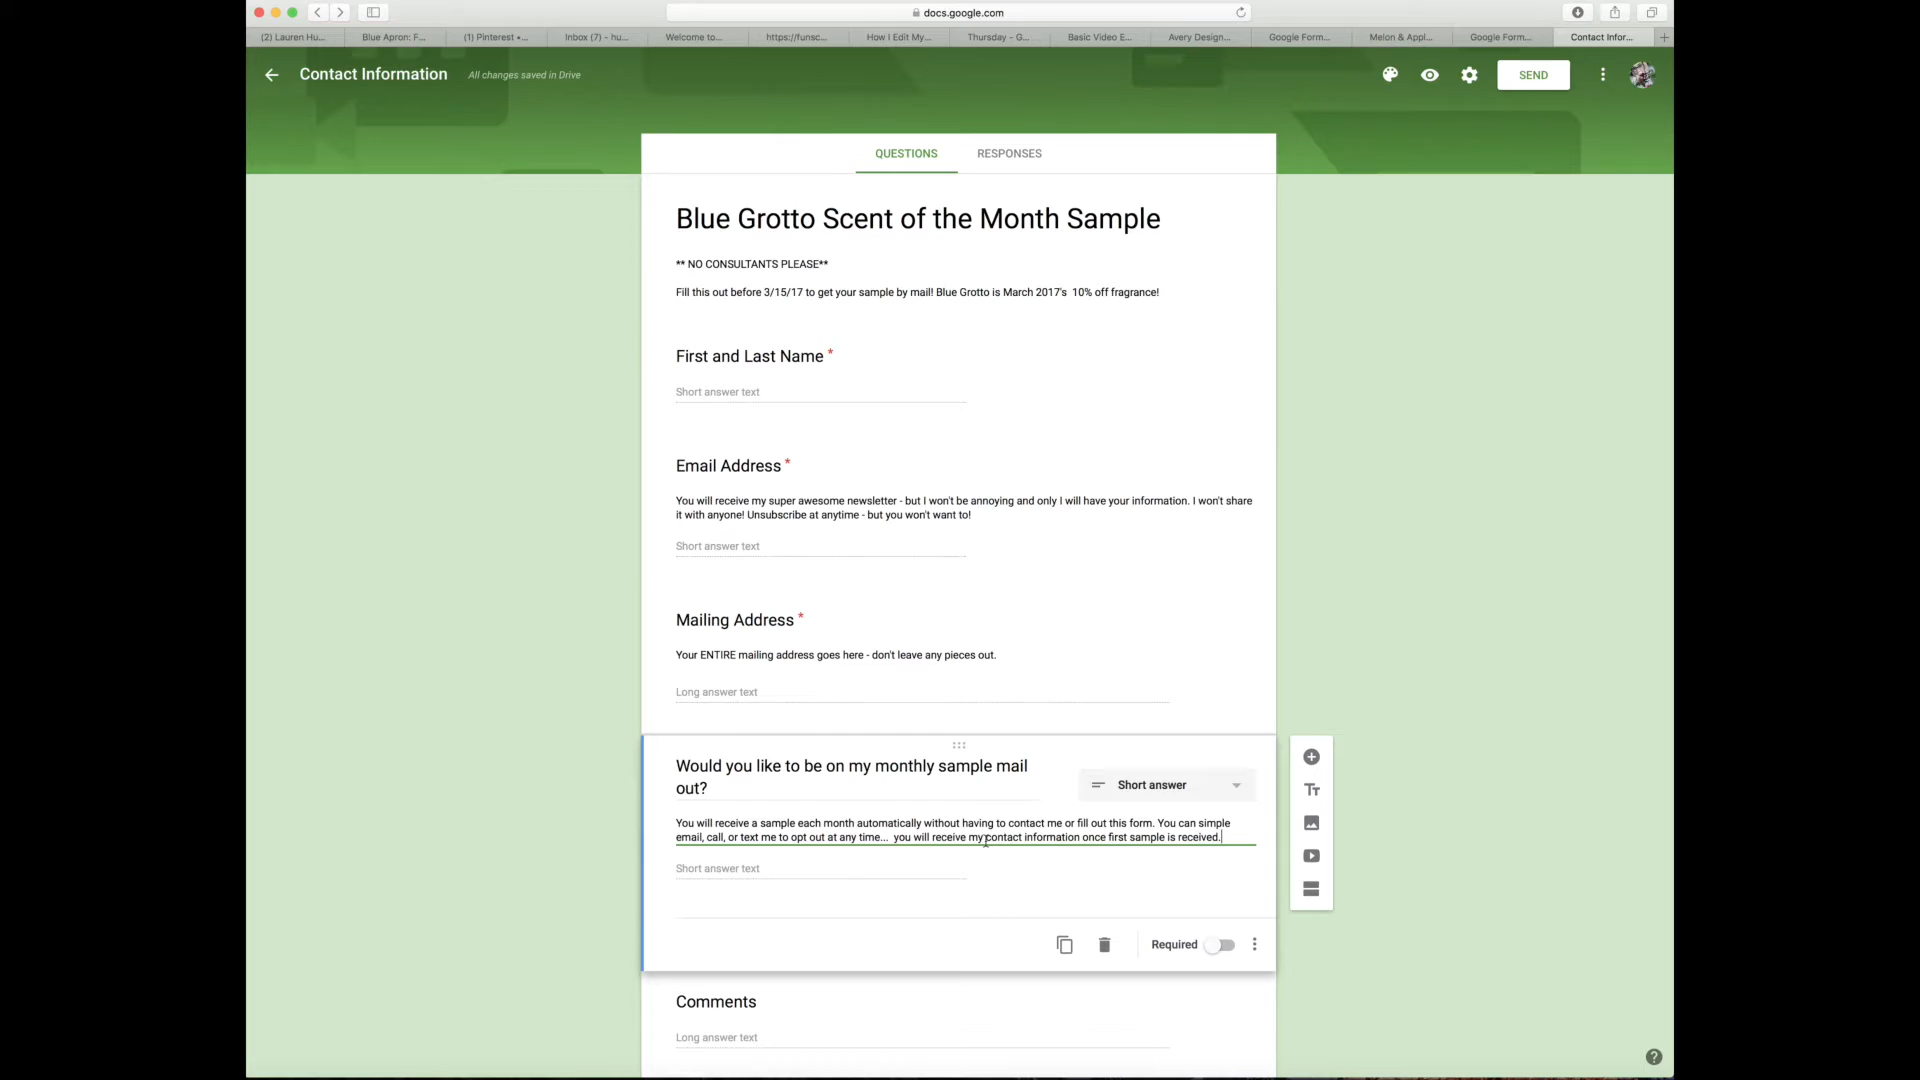 docs.google.com
(2) Lauren Hu...
Blue Apron: F...
(1) Pinterest •...
Inbox (7) - hu...
Welcome to...
https://funsc...
How I Edit My...
Thursday - G...
Basic Video E...
Avery Design...
Google Form...
Melon & Appl...
Google Form...
Contact Infor...
Contact Information
All changes saved in Drive
SEND
QUESTIONS
RESPONSES
Blue Grotto Scent of the Month Sample
** NO CONSULTANTS PLEASE**
Fill this out before 3/15/17 to get your sample by mail! Blue Grotto is March 2017's 10% off fragrance!
First and Last Name *
Short answer text
Email Address *
You will receive my super awesome newsletter - but I won't be annoying and only I will have your information. I won't share
it with anyone! Unsubscribe at anytime - but you won't want to!
Short answer text
Mailing Address *
Your ENTIRE mailing address goes here - don't leave any pieces out.
Long answer text
Would you like to be on my monthly sample mail
out?
Short answer
You will receive a sample each month automatically without having to contact me or fill out this form. You can simple
email, call, or text me to opt out at any time... you will receive my contact information once first sample is received.
Short answer text
Required
Comments
Long answer text